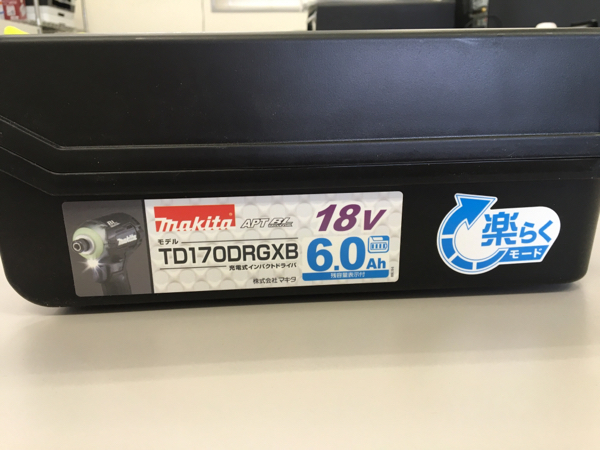 makita APT BL 18V
モデル
TD170DRGXB 6.0Ah
充電式インパクトドライバ 残容量表示付
株式会社マキタ
楽らく
モード
makita